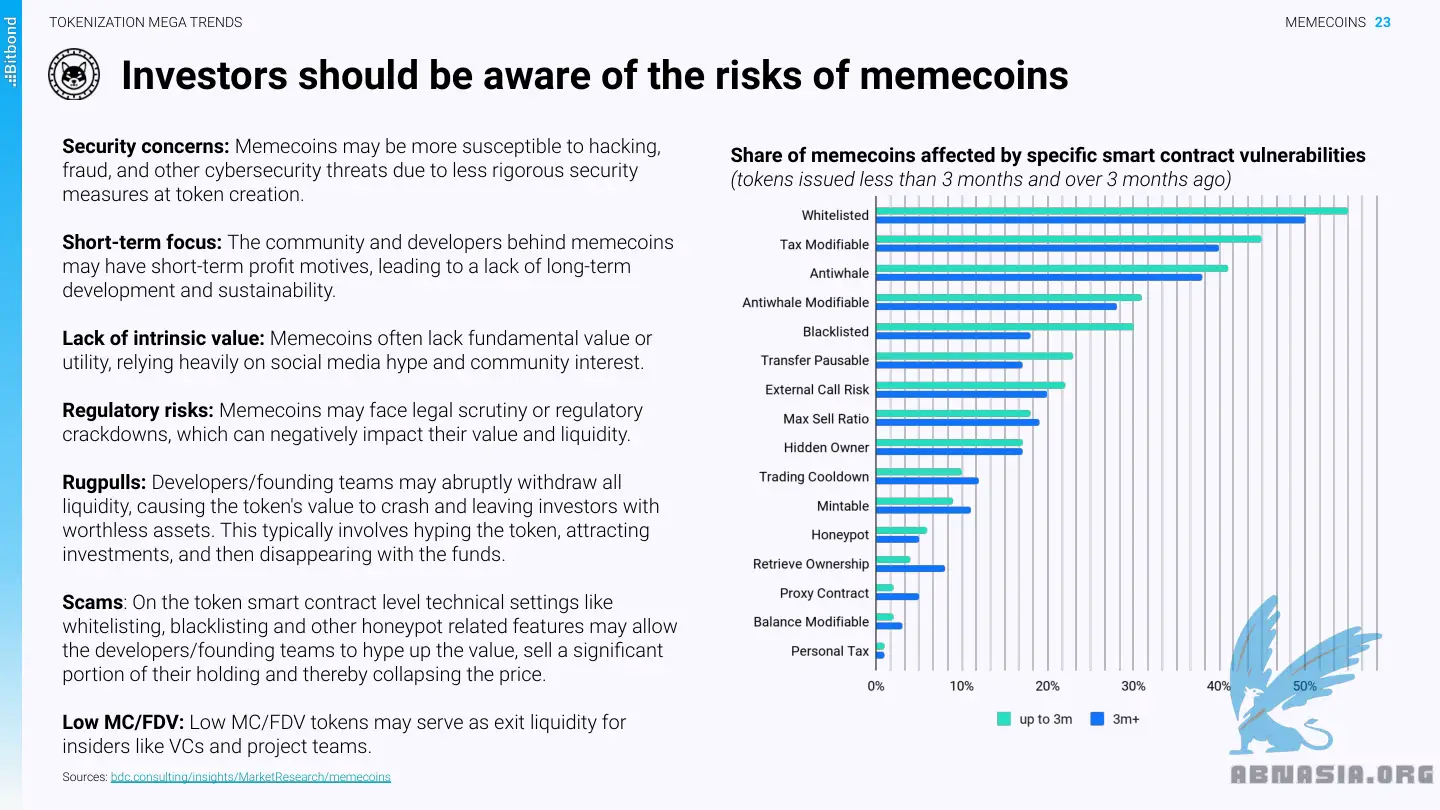 .:Bitbond
TOKENIZATION MEGA TRENDS
MEMECOINS 23
Investors should be aware of the risks of memecoins
Security concerns: Memecoins may be more susceptible to hacking,
fraud, and other cybersecurity threats due to less rigorous security
measures at token creation.
Short-term focus: The community and developers behind memecoins
may have short-term profit motives, leading to a lack of long-term
development and sustainability.
Lack of intrinsic value: Memecoins often lack fundamental value or
utility, relying heavily on social media hype and community interest.
Regulatory risks: Memecoins may face legal scrutiny or regulatory
crackdowns, which can negatively impact their value and liquidity.
Rugpulls: Developers/founding teams may abruptly withdraw all
liquidity, causing the token's value to crash and leaving investors with
worthless assets. This typically involves hyping the token, attracting
investments, and then disappearing with the funds.
Scams: On the token smart contract level technical settings like
whitelisting, blacklisting and other honeypot related features may allow
the developers/founding teams to hype up the value, sell a significant
portion of their holding and thereby collapsing the price.
Low MC/FDV: Low MC/FDV tokens may serve as exit liquidity for
insiders like VCs and project teams.
Sources: bdc.consulting/insights/MarketResearch/memecoins
Share of memecoins affected by specific smart contract vulnerabilities
(tokens issued less than 3 months and over 3 months ago)
Whitelisted
Tax Modifiable
Antiwhale
Antiwhale Modifiable
Blacklisted
Transfer Pausable
External Call Risk
Max Sell Ratio
Hidden Owner
Trading Cooldown
Mintable
Honeypot
Retrieve Ownership
Proxy Contract
Balance Modifiable
Personal Tax
0% 10% 20% 30% 40% 50%
up to 3m 3m+
ABNASIA.ORG